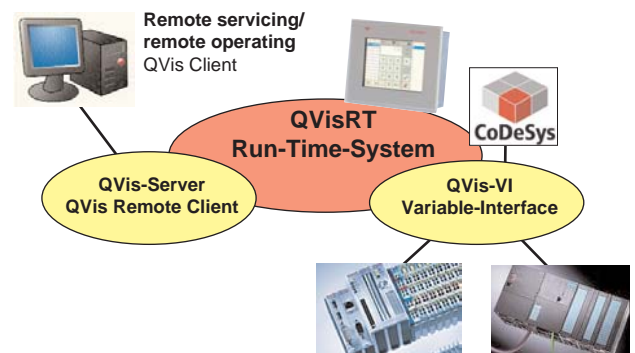 Remote servicing/
remote operating
QVis Client
QVisRT
Run-Time-System
CoDeSys
QVis-Server
QVis Remote Client
QVis-VI
Variable-Interface